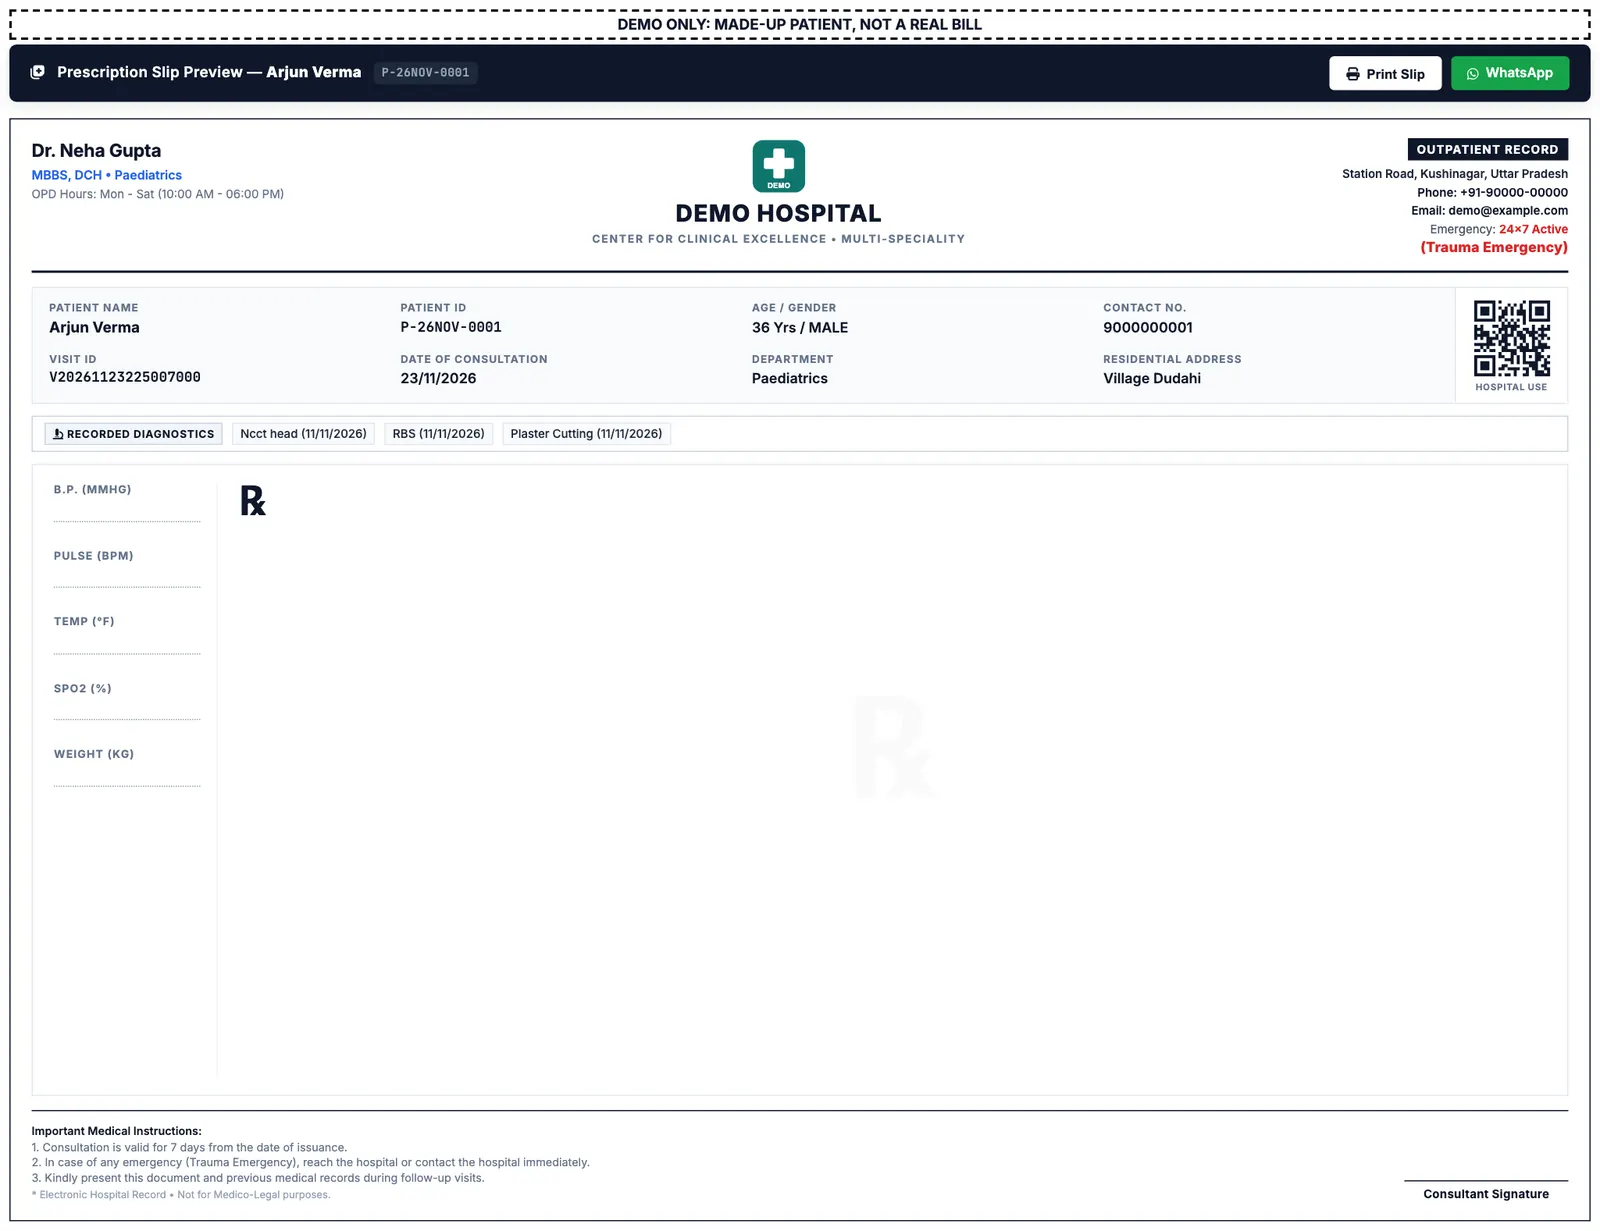 DEMO ONLY: MADE-UP PATIENT, NOT A REAL BILL
Prescription Slip Preview — Arjun Verma P-26NOV-0001
Print Slip
WhatsApp
Dr. Neha Gupta
MBBS, DCH • Paediatrics
OPD Hours: Mon - Sat (10:00 AM - 06:00 PM)
DEMO
DEMO HOSPITAL
CENTER FOR CLINICAL EXCELLENCE • MULTI-SPECIALITY
OUTPATIENT RECORD
Station Road, Kushinagar, Uttar Pradesh
Phone: +91-90000-00000
Email: demo@example.com
Emergency: 24×7 Active
(Trauma Emergency)
PATIENT NAME
Arjun Verma
PATIENT ID
P-26NOV-0001
AGE / GENDER
36 Yrs / MALE
CONTACT NO.
9000000001
VISIT ID
V20261123225007000
DATE OF CONSULTATION
23/11/2026
DEPARTMENT
Paediatrics
RESIDENTIAL ADDRESS
Village Dudahi
HOSPITAL USE
RECORDED DIAGNOSTICS
Ncct head (11/11/2026)
RBS (11/11/2026)
Plaster Cutting (11/11/2026)
B.P. (MMHG)
PULSE (BPM)
TEMP (°F)
SPO2 (%)
WEIGHT (KG)
℞
℞
Important Medical Instructions:
1. Consultation is valid for 7 days from the date of issuance.
2. In case of any emergency (Trauma Emergency), reach the hospital or contact the hospital immediately.
3. Kindly present this document and previous medical records during follow-up visits.
* Electronic Hospital Record • Not for Medico-Legal purposes.
Consultant Signature